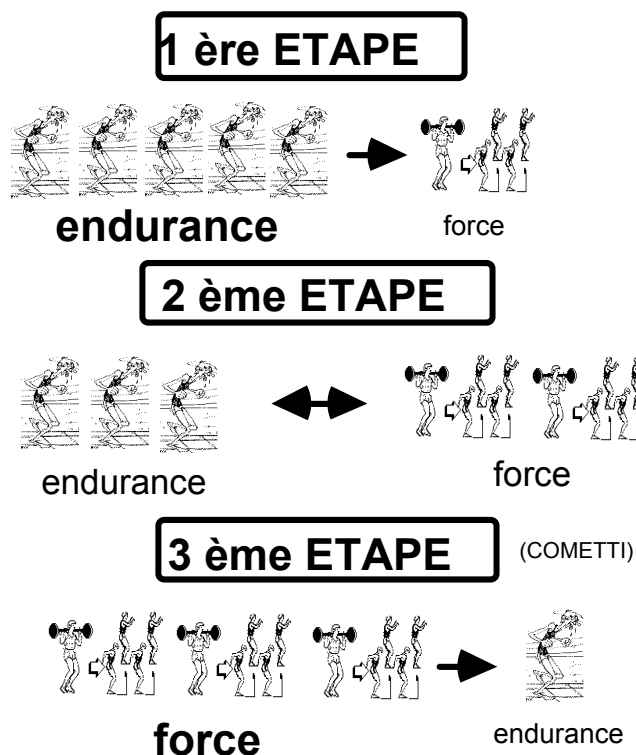 1 ère ETAPE
endurance
force
2 ème ETAPE
endurance
force
3 ème ETAPE
(COMETTI)
force
endurance